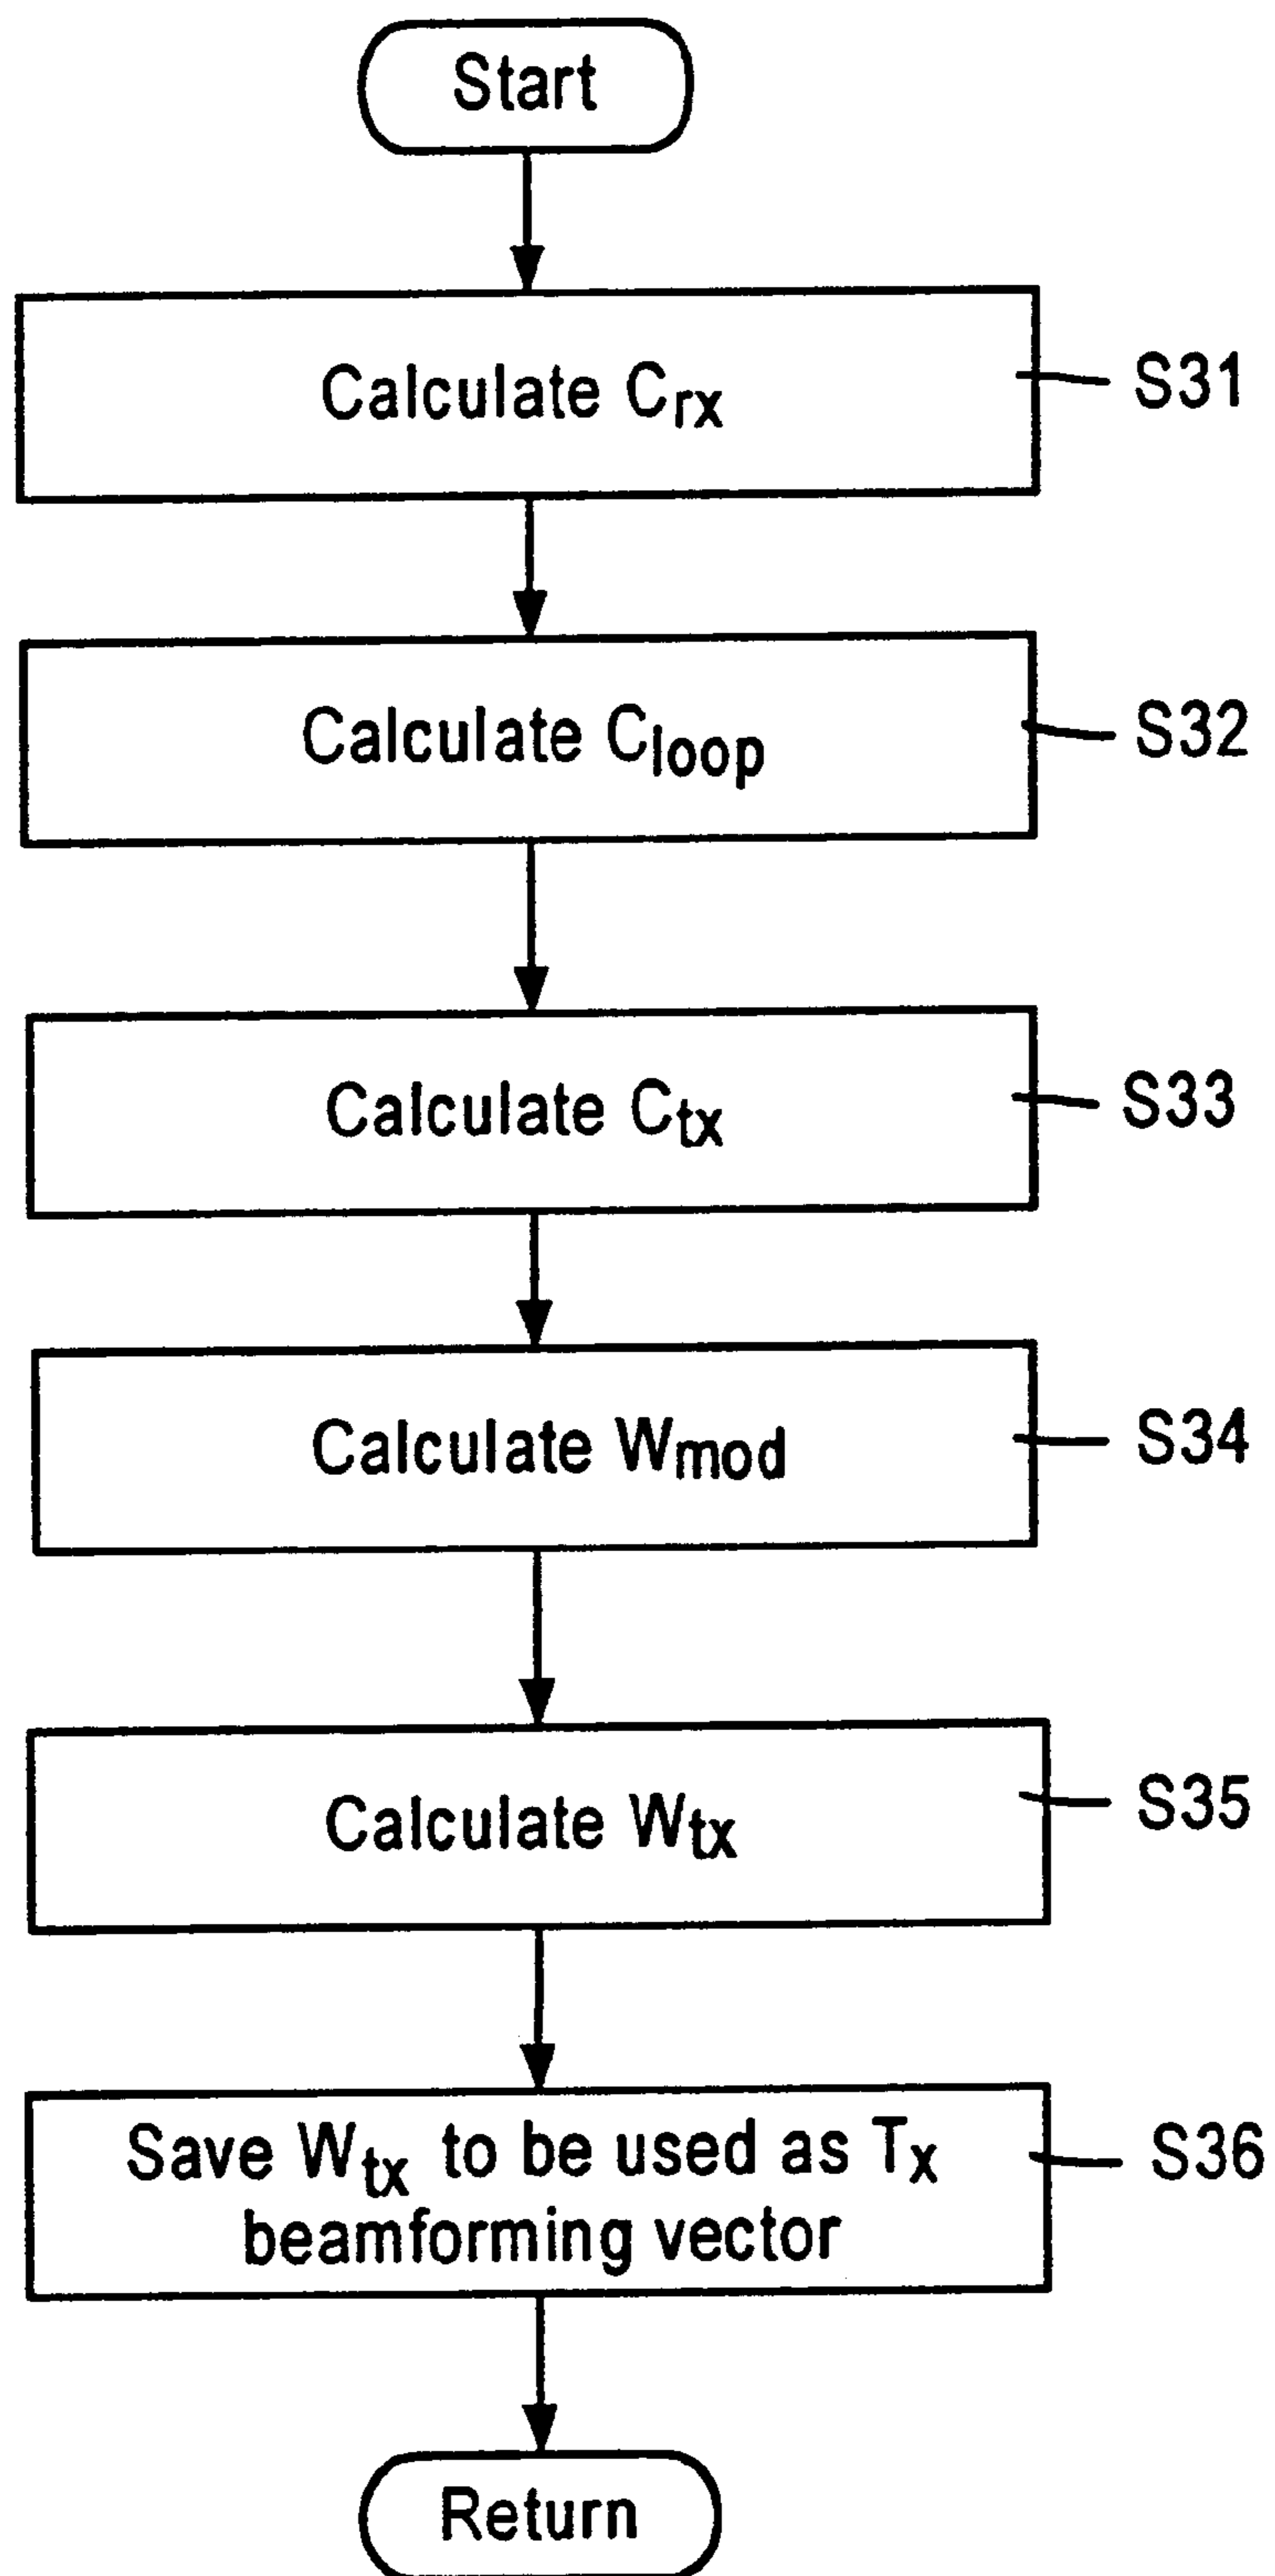 Start
Calculate Crx
S31
Calculate Cloop
S32
Calculate Ctx
S33
Calculate Wmod
S34
Calculate Wtx
S35
Save Wtx to be used as Tx
beamforming vector
S36
Return